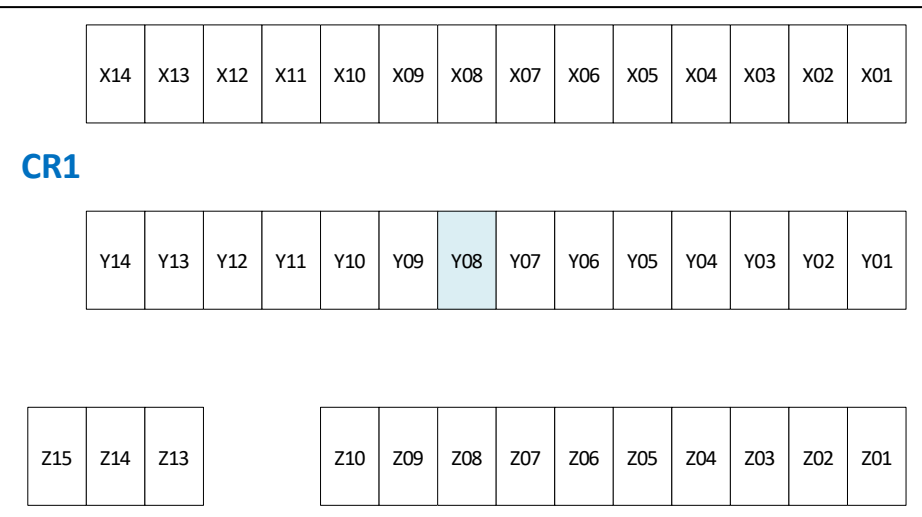 X14 X13 X12 X11 X10 X09 X08 X07 X06 X05 X04 X03 X02 X01
CR1
Y14 Y13 Y12 Y11 Y10 Y09 Y08 Y07 Y06 Y05 Y04 Y03 Y02 Y01
Z15 Z14 Z13 Z10 Z09 Z08 Z07 Z06 Z05 Z04 Z03 Z02 Z01